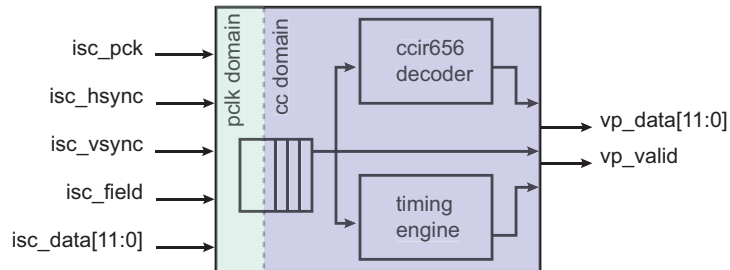 isc_pck
isc_hsync
isc_vsync
isc_field
isc_data[11:0]
pclk domain
cc domain
ccir656
decoder
timing
engine
vp_data[11:0]
vp_valid